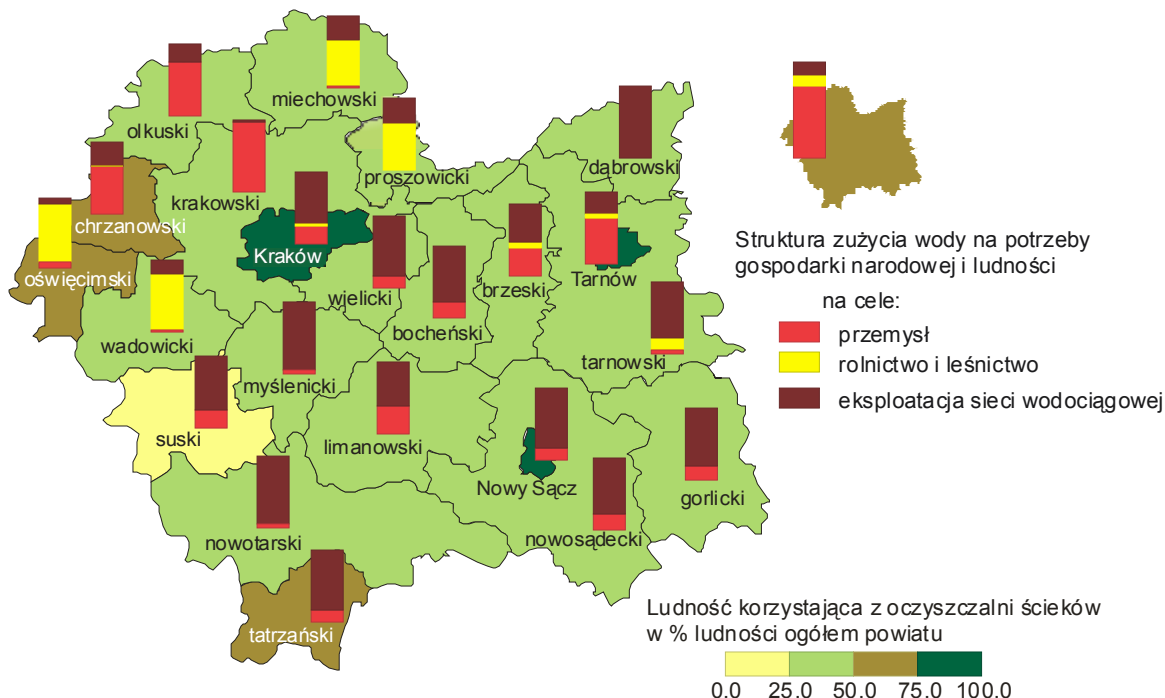 miechowski
olkuski
dąbrowski
proszowicki
krakowski
chrzanowski
Kraków
oświęcimski
Tarnów
wielicki
brzeski
bocheński
wadowicki
tarnowski
myślenicki
suski
limanowski
Nowy Sącz
gorlicki
nowosądecki
nowotarski
tatrzański
Struktura zużycia wody na potrzeby
gospodarki narodowej i ludności
na cele:
przemysł
rolnictwo i leśnictwo
eksploatacja sieci wodociągowej
Ludność korzystająca z oczyszczalni ścieków
w % ludności ogółem powiatu
0.0 25.0 50.0 75.0 100.0